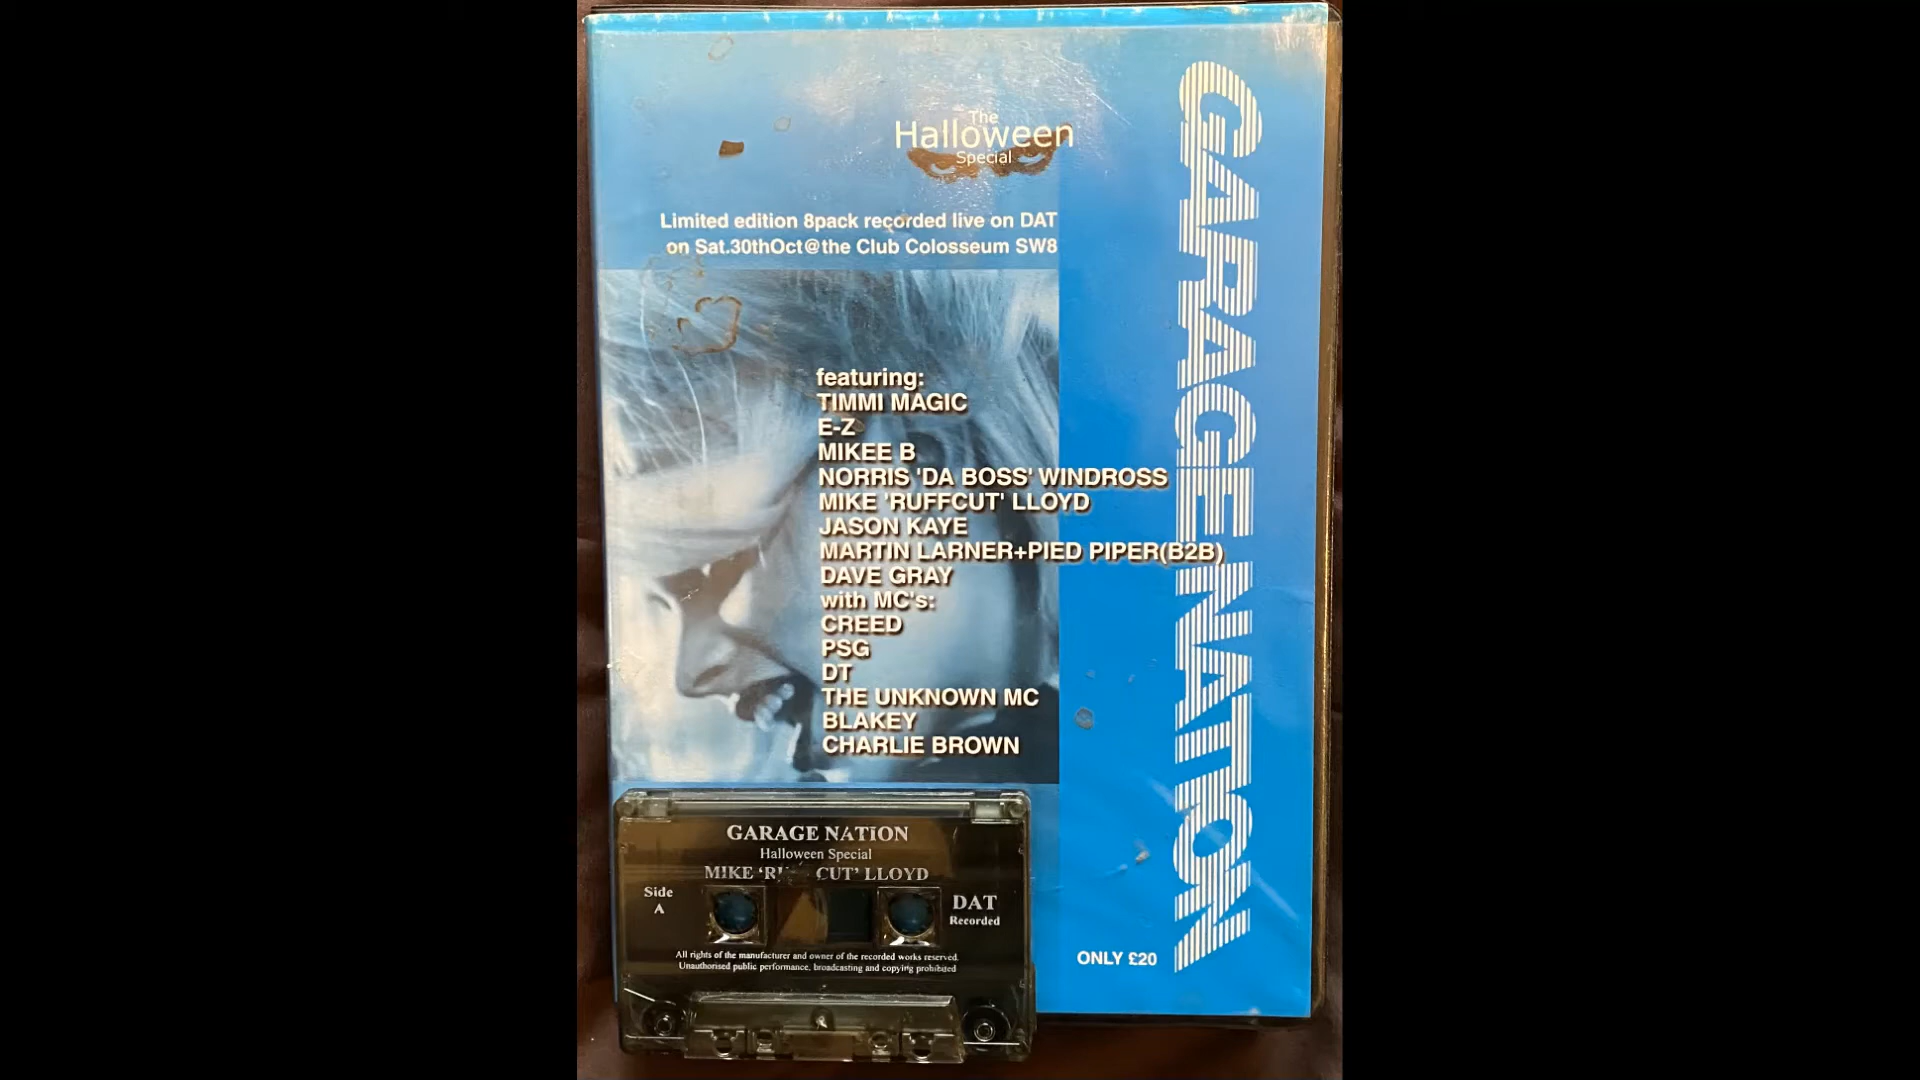 The
Halloween
Special
Limited edition 8pack recorded live on DAT
on Sat.30thOct@the Club Colosseum SW8
GARAGE NATION
featuring:
TIMMI MAGIC
E-Z
MIKEE B
NORRIS 'DA BOSS' WINDROSS
MIKE 'RUFFCUT' LLOYD
JASON KAYE
MARTIN LARNER+PIED PIPER(B2B)
DAVE GRAY
with MC's:
CREED
PSG
DT
THE UNKNOWN MC
BLAKEY
CHARLIE BROWN
ONLY £20
GARAGE NATION
Halloween Special
MIKE LLOYD
Side
A
DAT
Recorded
All rights of the manufacturer and owner of the recorded works reserved.
Unauthorised public performance, broadcasting and copying prohibited